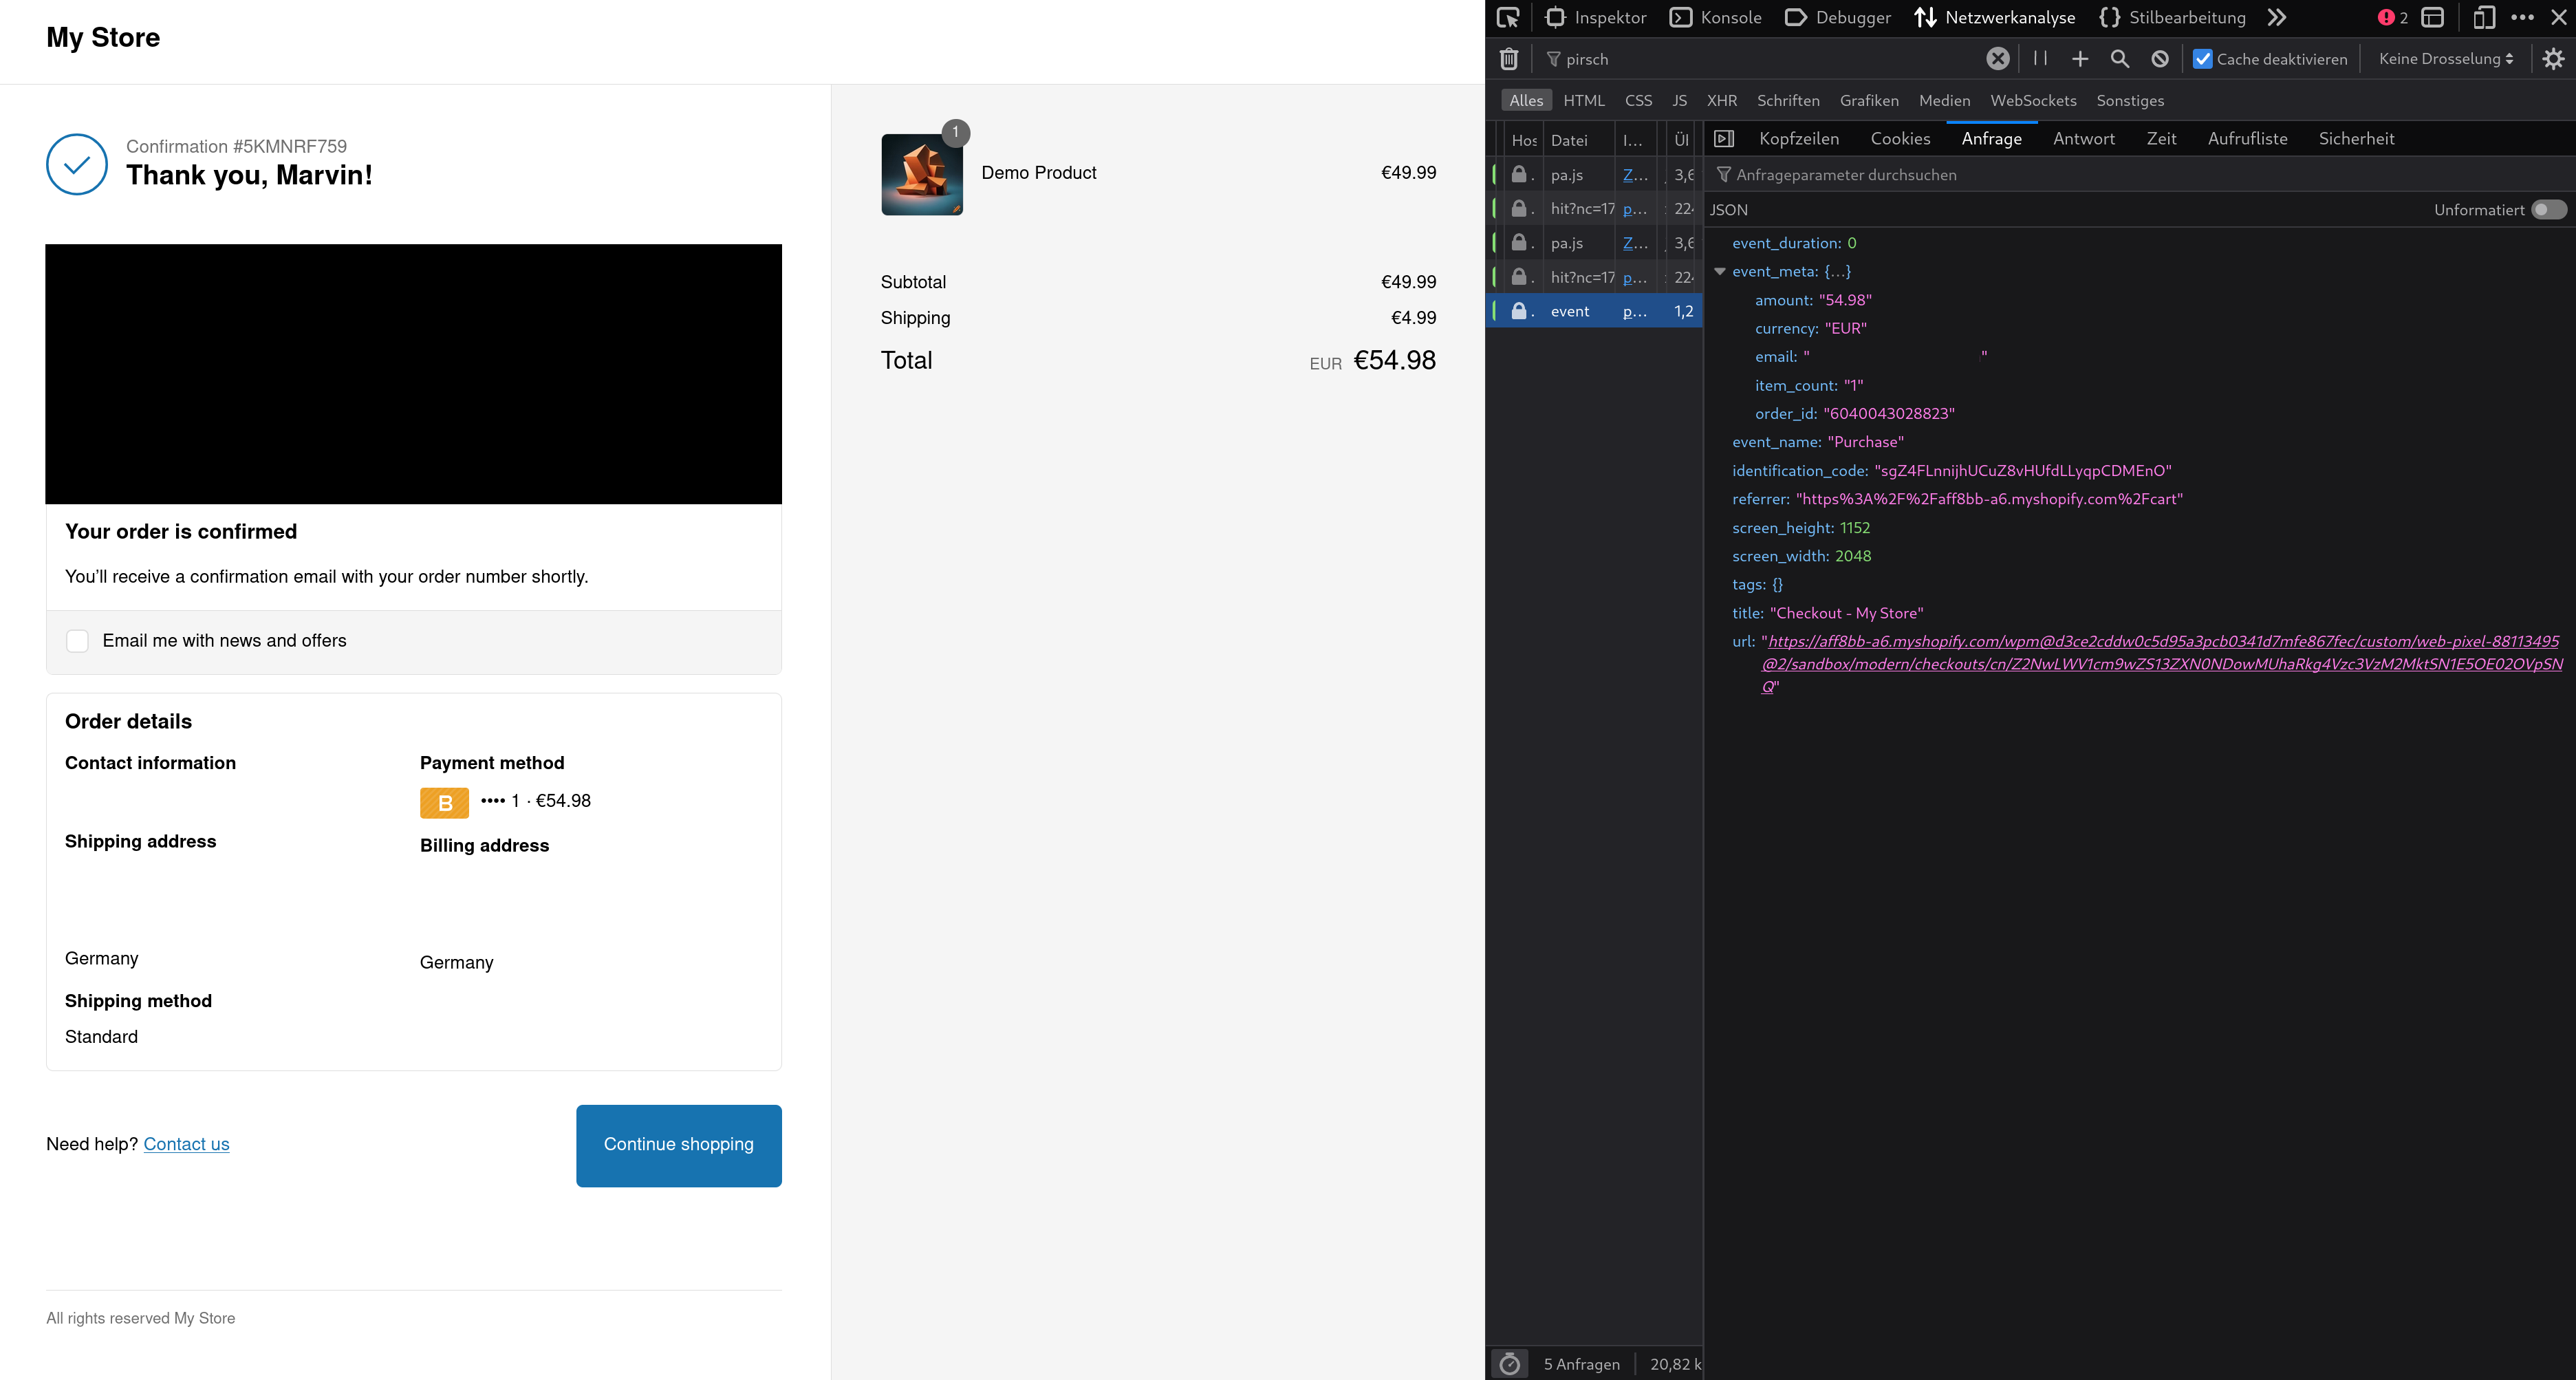 My Store
Confirmation #5KMNRF759
Thank you, Marvin!
Your order is confirmed
You'll receive a confirmation email with your order number shortly.
Email me with news and offers
Order details
Contact information
Payment method
B •••• 1 · €54.98
Shipping address
Billing address
Germany
Germany
Shipping method
Standard
Need help? Contact us
Continue shopping
All rights reserved My Store
1
Demo Product €49.99
Subtotal €49.99
Shipping €4.99
Total EUR €54.98
Inspektor Konsole Debugger Netzwerkanalyse Stilbearbeitung 2
pirsch Cache deaktivieren Keine Drosselung
Alles HTML CSS JS XHR Schriften Grafiken Medien WebSockets Sonstiges
Hos Datei I... Ül
pa.js Z... 3,6
hit?nc=17 p... 224
pa.js Z... 3,6
hit?nc=17 p... 224
event p... 1,2
5 Anfragen 20,82 k
Kopfzeilen Cookies Anfrage Antwort Zeit Aufrufliste Sicherheit
Anfrageparameter durchsuchen
JSON Unformatiert
event_duration: 0
event_meta: {...}
amount: "54.98"
currency: "EUR"
email: " "
item_count: "1"
order_id: "6040043028823"
event_name: "Purchase"
identification_code: "sgZ4FLnnijhUCuZ8vHUfdLLyqpCDMEnO"
referrer: "https%3A%2F%2Faff8bb-a6.myshopify.com%2Fcart"
screen_height: 1152
screen_width: 2048
tags: {}
title: "Checkout - My Store"
url: "https://aff8bb-a6.myshopify.com/wpm@d3ce2cddw0c5d95a3pcb0341d7mfe867fec/custom/web-pixel-88113495
@2/sandbox/modern/checkouts/cn/Z2NwLWV1cm9wZS13ZXN0NDowMUhaRkg4Vzc3VzM2MktSN1E5OE02OVpSN
Q"